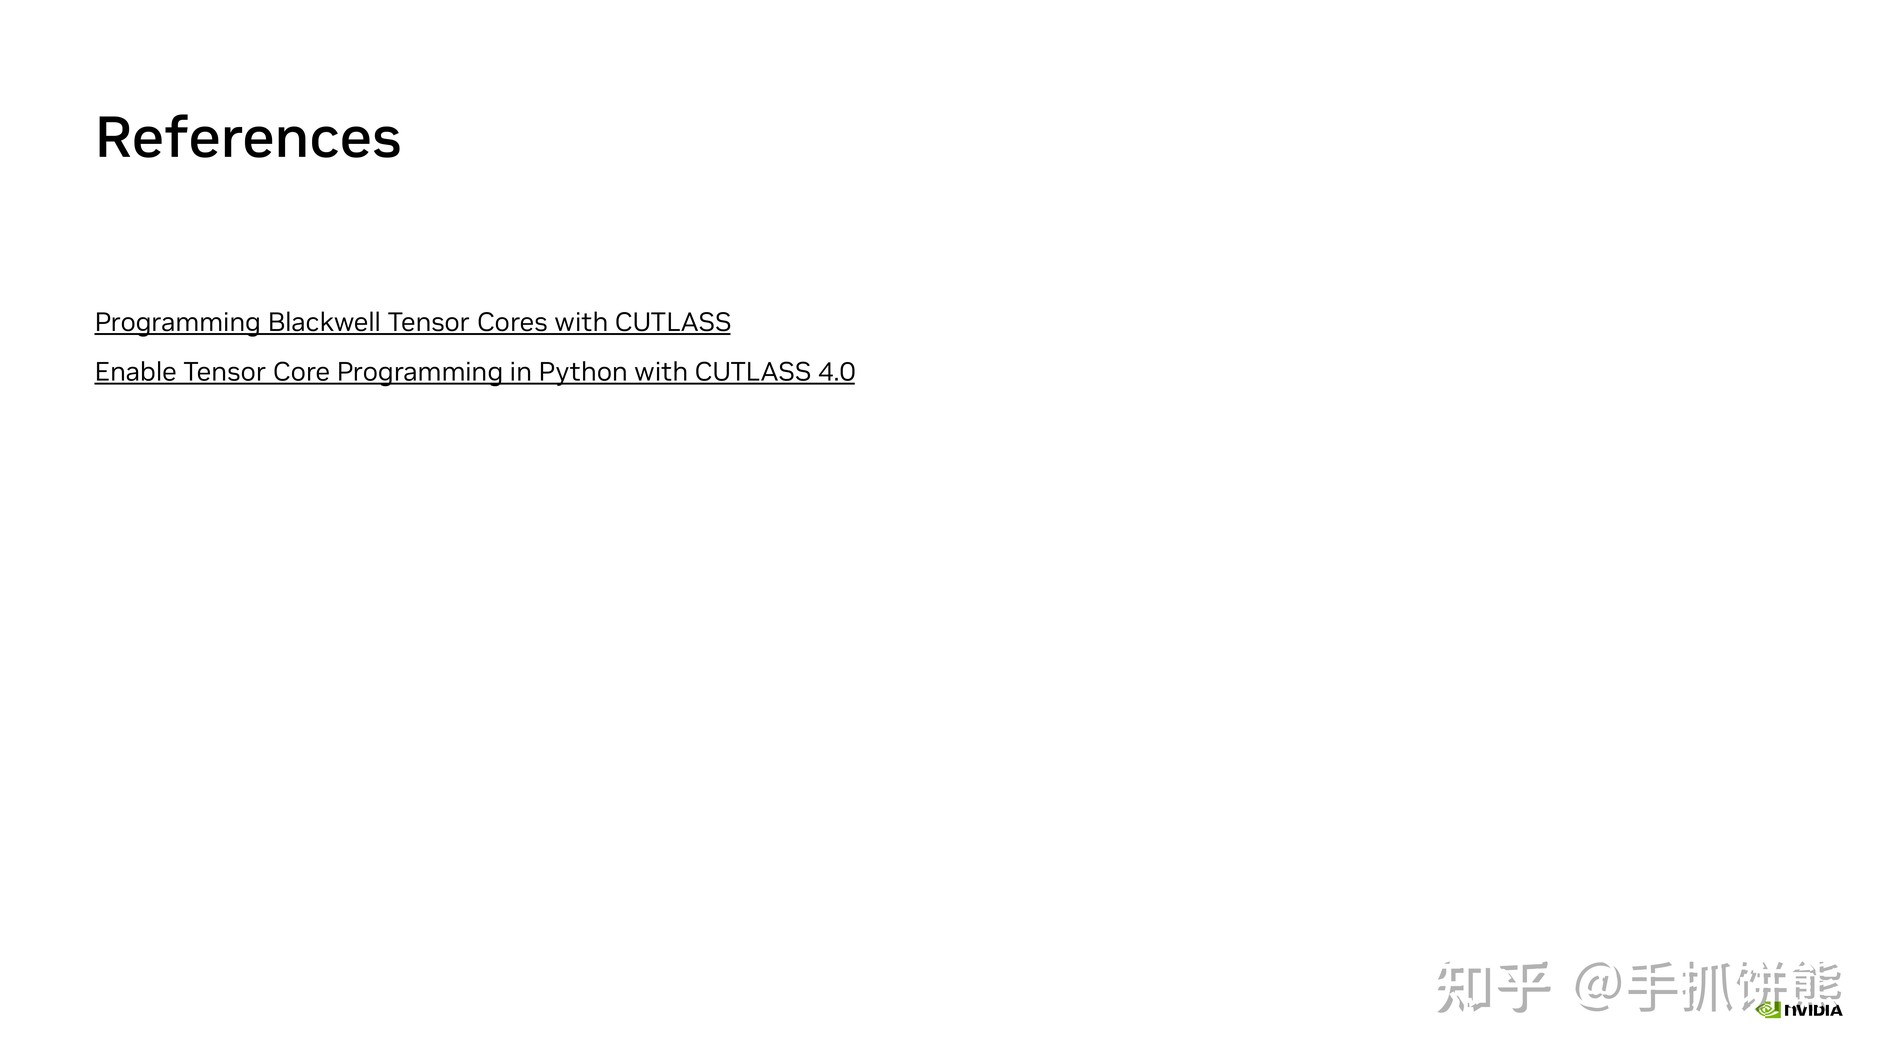 References
Programming Blackwell Tensor Cores with CUTLASS
Enable Tensor Core Programming in Python with CUTLASS 4.0
知乎 @手抓饼熊
NVIDIA